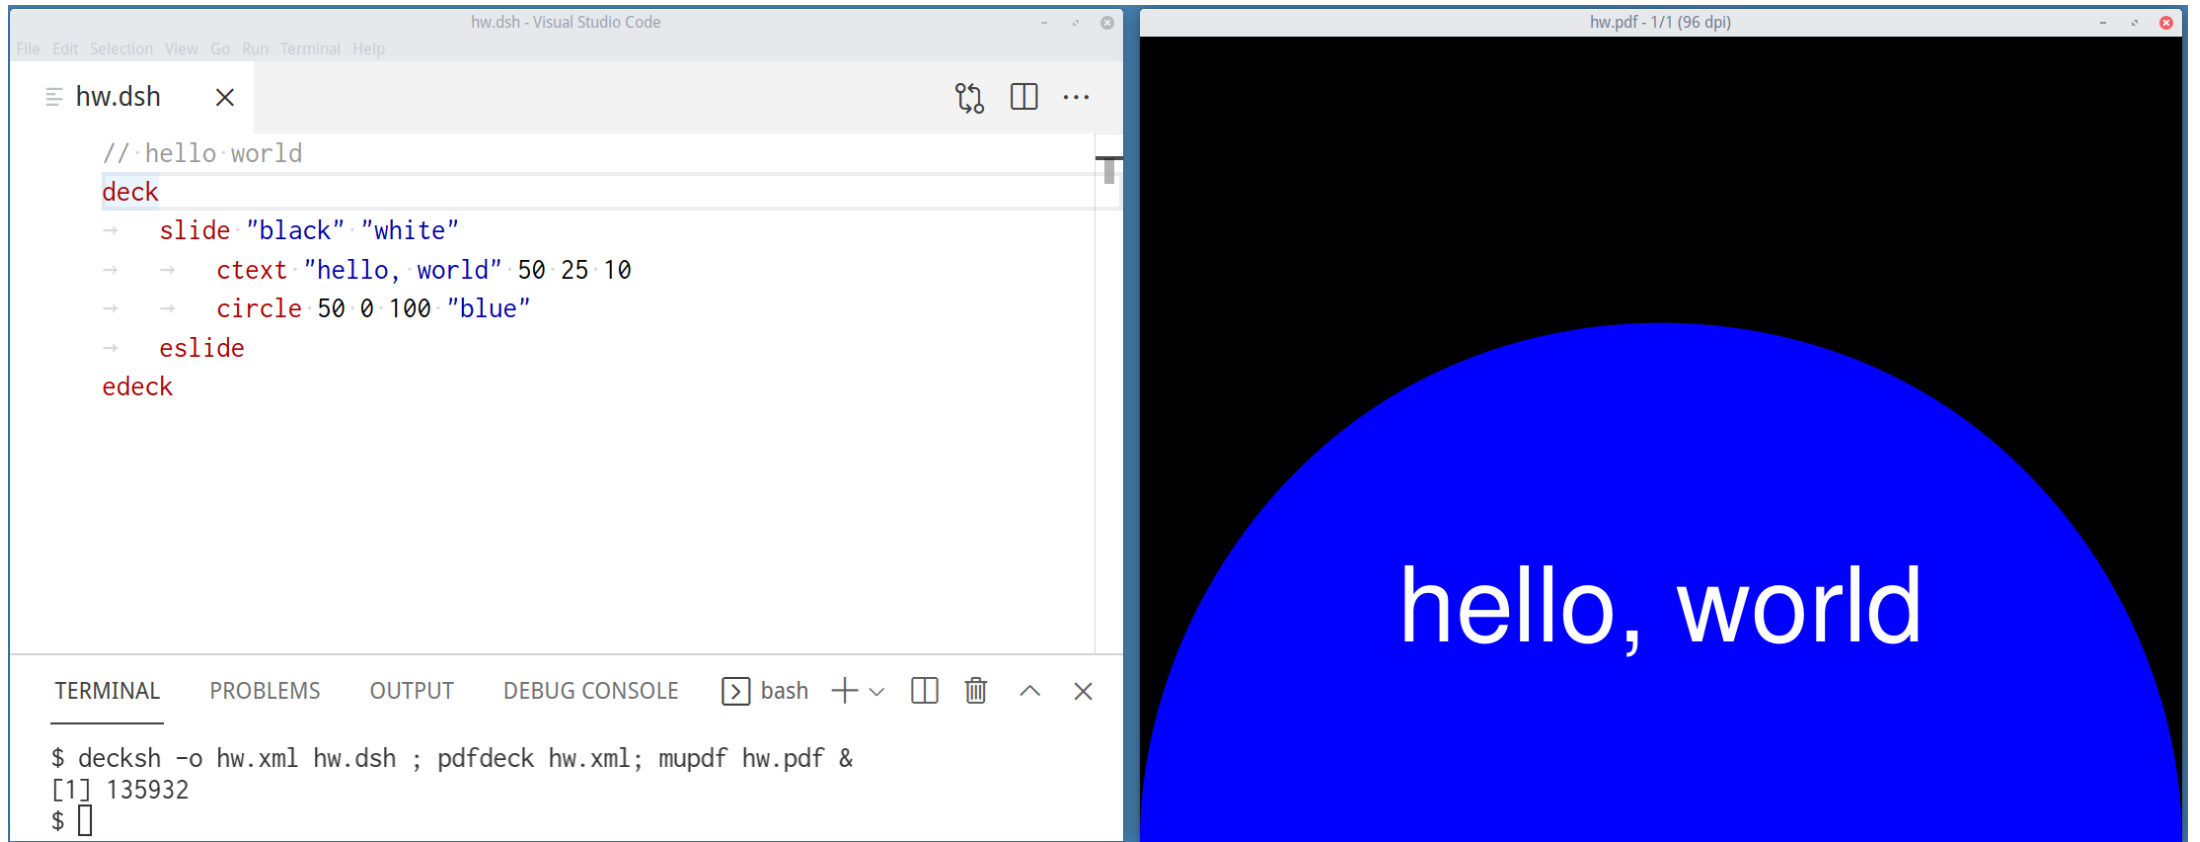 hw.dsh - Visual Studio Code
File Edit Selection View Go Run Terminal Help
hw.dsh
// hello world
deck
slide "black" "white"
ctext "hello, world" 50 25 10
circle 50 0 100 "blue"
eslide
edeck
TERMINAL PROBLEMS OUTPUT DEBUG CONSOLE bash
$ decksh -o hw.xml hw.dsh ; pdfdeck hw.xml; mupdf hw.pdf &
[1] 135932
$
hw.pdf - 1/1 (96 dpi)
hello, world